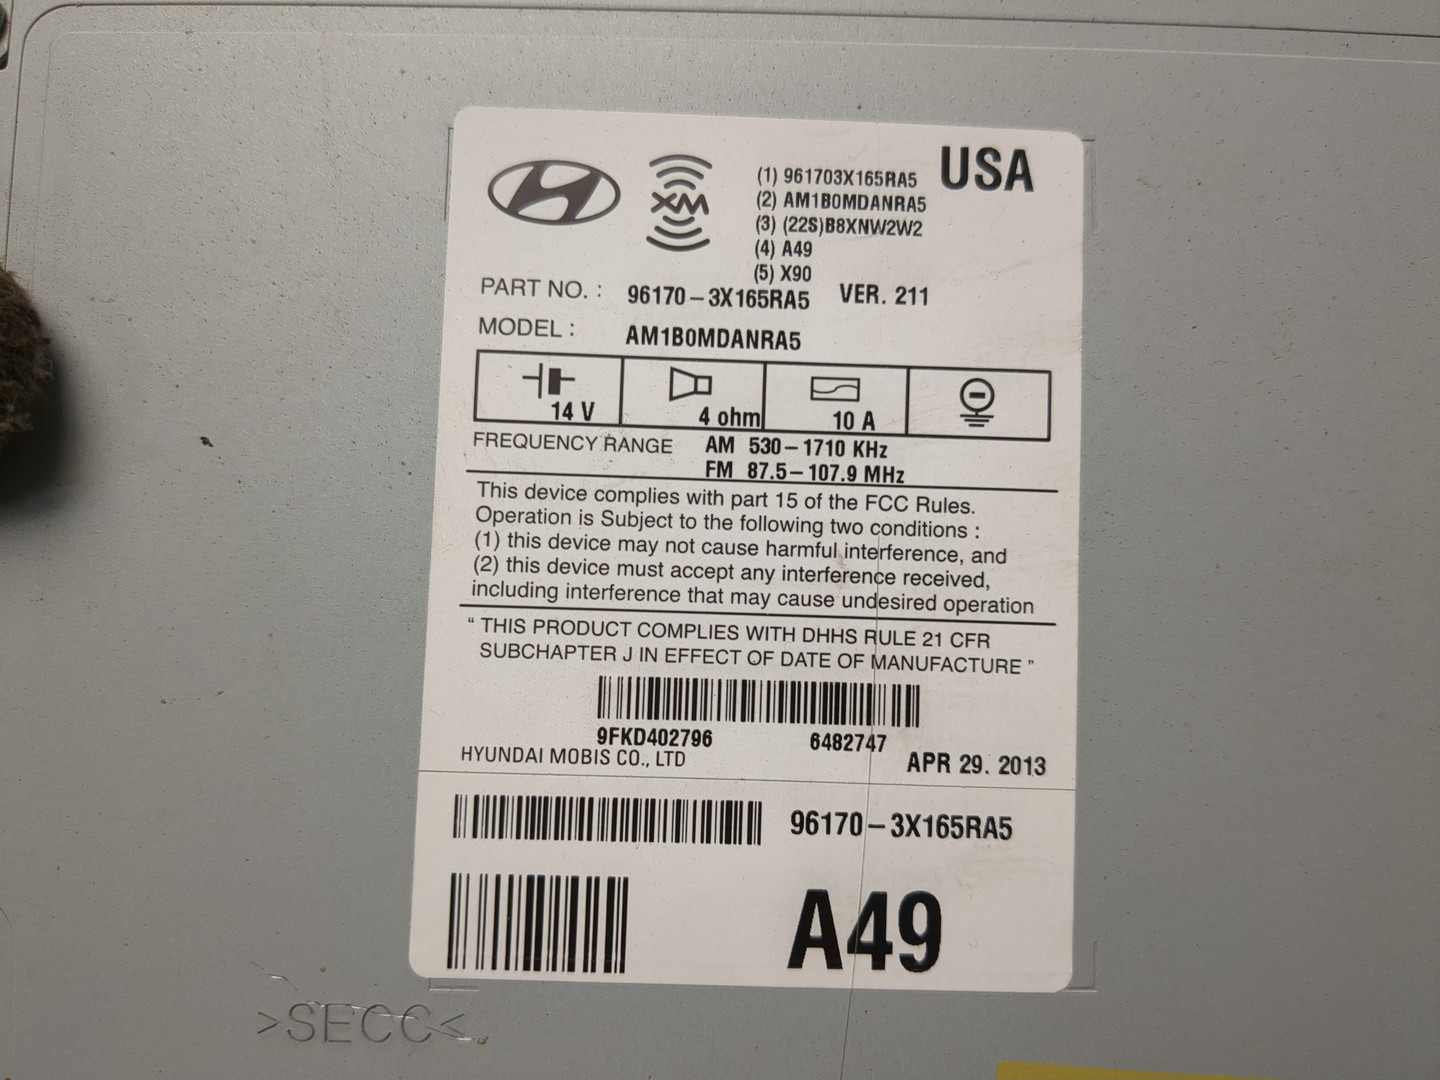 USA
XM
(1) 961703X165RA5
(2) AM1B0MDANRA5
(3) (22S)B8XNW2W2
(4) A49
(5) X90
PART NO. : 96170-3X165RA5 VER. 211
MODEL : AM1B0MDANRA5
14 V 4 ohm 10 A
FREQUENCY RANGE AM 530-1710 KHz
FM 87.5-107.9 MHz
This device complies with part 15 of the FCC Rules.
Operation is Subject to the following two conditions :
(1) this device may not cause harmful interference, and
(2) this device must accept any interference received,
including interference that may cause undesired operation
“ THIS PRODUCT COMPLIES WITH DHHS RULE 21 CFR
SUBCHAPTER J IN EFFECT OF DATE OF MANUFACTURE ”
9FKD402796 6482747
HYUNDAI MOBIS CO., LTD APR 29. 2013
96170-3X165RA5
A49
>SECC<